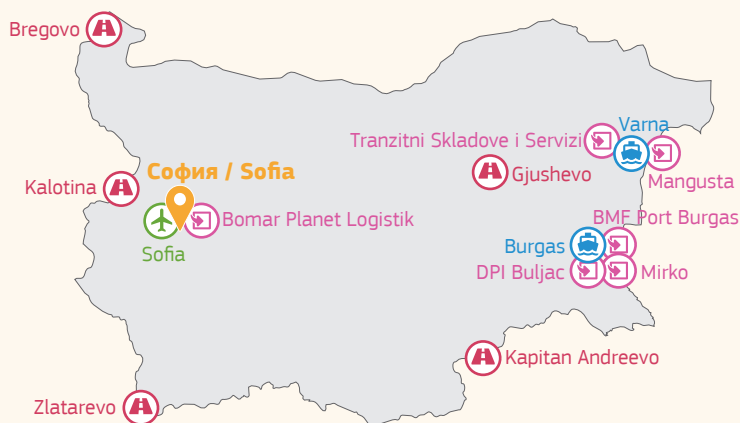 Bregovo
Varna
Tranzitni Skladove i Servizi
София / Sofia
Gjushevo
Kalotina
Mangusta
Bomar Planet Logistik
BMF Port Burgas
Burgas
Sofia
DPI Buljac
Mirko
Kapitan Andreevo
Zlatarevo